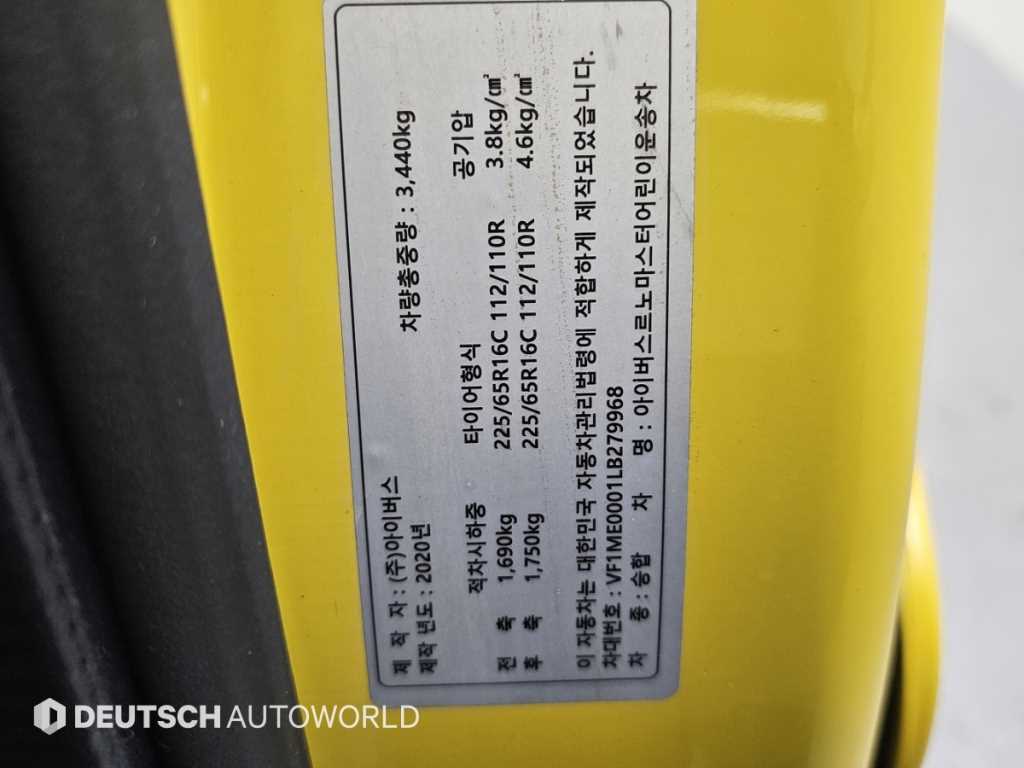 제 작 자 : (주)아이버스
제작 년도 : 2020년 차량총중량 : 3,440kg
적차시하중 타이어형식 공기압
전 축 1,690kg 225/65R16C 112/110R 3.8kg/㎠
후 축 1,750kg 225/65R16C 112/110R 4.6kg/㎠
이 자동차는 대한민국 자동차관리법령에 적합하게 제작되었습니다.
차대번호 : VF1ME0001LB279968
차 종 : 승합 차 명 : 아이버스르노마스터어린이운송차
DEUTSCH AUTOWORLD